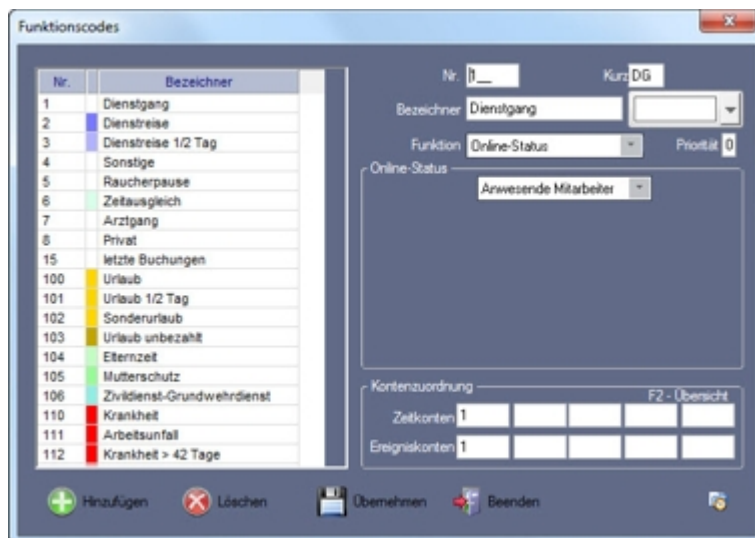 Funktionscodes
Nr. Bezeichner
1 Dienstgang
2 Dienstreise
3 Dienstreise 1/2 Tag
4 Sonstige
5 Raucherpause
6 Zeitausgleich
7 Arztgang
8 Privat
15 letzte Buchungen
100 Urlaub
101 Urlaub 1/2 Tag
102 Sonderurlaub
103 Urlaub unbezahlt
104 Elternzeit
105 Mutterschutz
106 Zivildienst-Grundwehrdienst
110 Krankheit
111 Arbeitsunfall
112 Krankheit > 42 Tage
Nr. 1__ Kurz DG
Bezeichner Dienstgang
Funktion Online-Status Priorität 0
Online-Status
Anwesende Mitarbeiter
Kontenzuordnung
F2 - Übersicht
Zeitkonten 1
Ereigniskonten 1
Hinzufügen Löschen Übernehmen Beenden